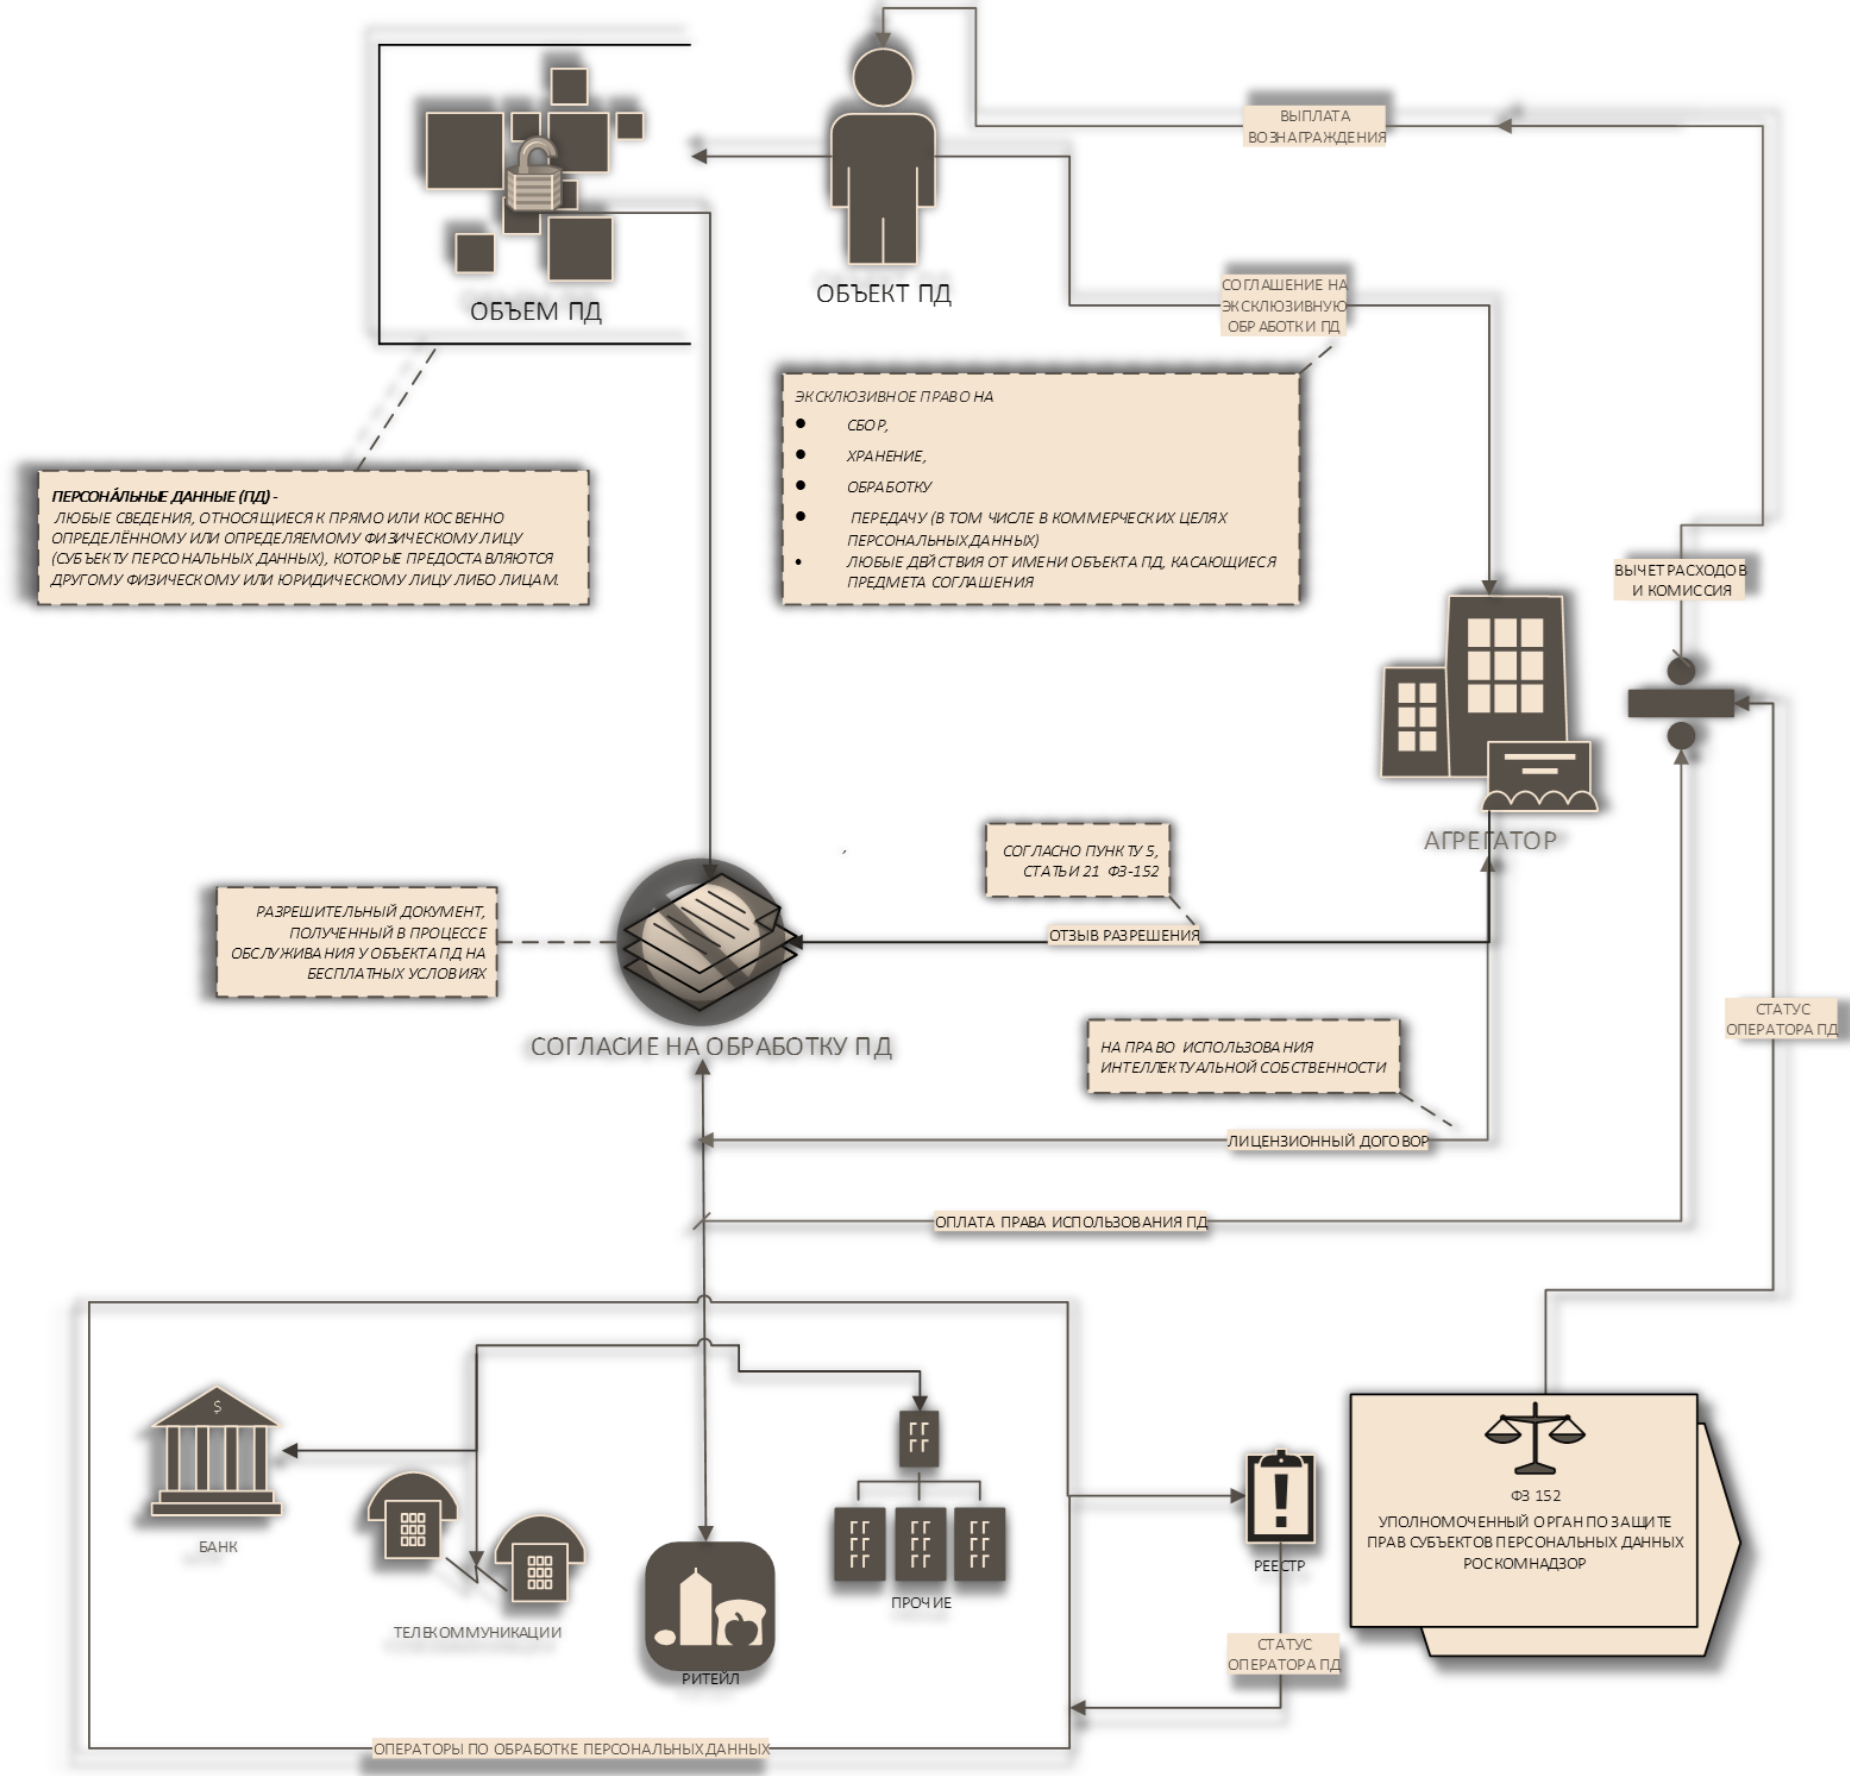 ВЫПЛАТА
ВОЗНАГРАЖДЕНИЯ
ОБЪЕМ ПД
ОБЪЕКТ ПД
СОГЛАШЕНИЕ НА
ЭКСКЛЮЗИВНУЮ
ОБРАБОТКИ ПД
ЭКСКЛЮЗИВНОЕ ПРАВО НА
● СБОР,
● ХРАНЕНИЕ,
● ОБРАБОТКУ
● ПЕРЕДАЧУ (В ТОМ ЧИСЛЕ В КОММЕРЧЕСКИХ ЦЕЛЯХ
ПЕРСОНАЛЬНЫХ ДАННЫХ)
• ЛЮБЫЕ ДЙСТВИЯ ОТ ИМЕНИ ОБЪЕКТА ПД, КАСАЮЩИЕСЯ
ПРЕДМЕТА СОГЛАШЕНИЯ
ПЕРСОНА́ЛЬНЫЕ ДАННЫЕ (ПД) -
ЛЮБЫЕ СВЕДЕНИЯ, ОТНОСЯЩИЕСЯ К ПРЯМО ИЛИ КОСВЕННО
ОПРЕДЕЛЁННОМУ ИЛИ ОПРЕДЕЛЯЕМОМУ ФИЗИЧЕСКОМУ ЛИЦУ
(СУБЪЕКТУ ПЕРСОНАЛЬНЫХ ДАННЫХ), КОТОРЫЕ ПРЕДОСТАВЛЯЮТСЯ
ДРУГОМУ ФИЗИЧЕСКОМУ ИЛИ ЮРИДИЧЕСКОМУ ЛИЦУ ЛИБО ЛИЦАМ.
ВЫЧЕТ РАСХОДОВ
И КОМИССИЯ
АГРЕГАТОР
СОГЛАСНО ПУНКТУ 5,
СТАТЬИ 21 ФЗ-152
РАЗРЕШИТЕЛЬНЫЙ ДОКУМЕНТ,
ПОЛУЧЕННЫЙ В ПРОЦЕССЕ
ОБСЛУЖИВАНИЯ У ОБЪЕКТА ПД НА
БЕСПЛАТНЫХ УСЛОВИЯХ
ОТЗЫВ РАЗРЕШЕНИЯ
СТАТУС
ОПЕРАТОРА ПД
СОГЛАСИЕ НА ОБРАБОТКУ ПД
НА ПРАВО ИСПОЛЬЗОВАНИЯ
ИНТЕЛЛЕКТУАЛЬНОЙ СОБСТВЕННОСТИ
ЛИЦЕНЗИОННЫЙ ДОГОВОР
ОПЛАТА ПРАВА ИСПОЛЬЗОВАНИЯ ПД
$
БАНК
ТЕЛЕКОММУНИКАЦИИ
РИТЕЙЛ
ПРОЧИЕ
РЕЕСТР
ФЗ 152
УПОЛНОМОЧЕННЫЙ ОРГАН ПО ЗАЩИТЕ
ПРАВ СУБЪЕКТОВ ПЕРСОНАЛЬНЫХ ДАННЫХ
РОСКОМНАДЗОР
СТАТУС
ОПЕРАТОРА ПД
ОПЕРАТОРЫ ПО ОБРАБОТКЕ ПЕРСОНАЛЬНЫХ ДАННЫХ